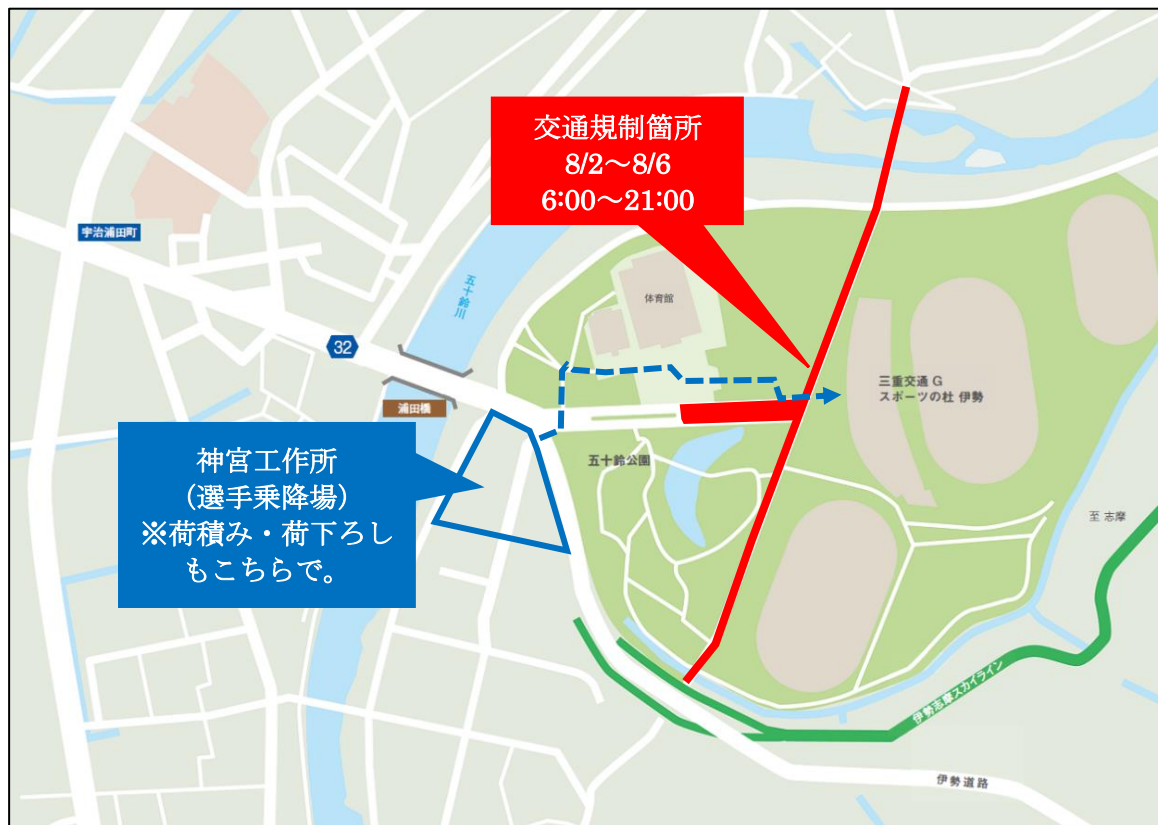 交通規制箇所
8/2～8/6
6:00～21:00
宇治浦田町
五十鈴川
体育館
32
三重交通 G
スポーツの杜 伊勢
浦田橋
神宮工作所
(選手乗降場)
※荷積み・荷下ろし
もこちらで。
五十鈴公園
至 志摩
伊勢志摩スカイライン
伊勢道路